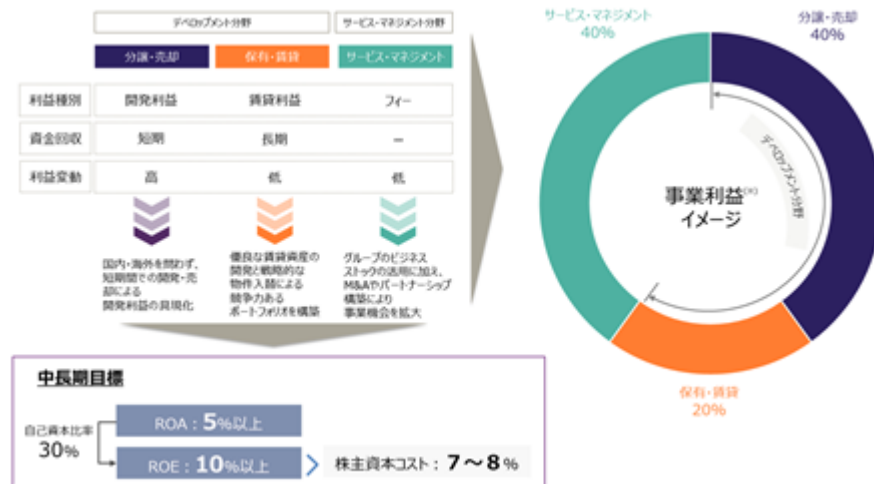 デベロップメント分野
サービス・マネジメント分野
分譲・売却
保有・賃貸
サービス・マネジメント
利益種別
開発利益
賃貸利益
フィー
資金回収
短期
長期
－
利益変動
高
低
低
国内・海外を問わず、
短期間での開発・売
却による
開発利益の具現化
優良な賃貸資産の
開発と戦略的な
物件入替による
競争力ある
ポートフォリオを構築
グループのビジネス
ストックの活用に加え、
M&Aやパートナーシップ
構築により
事業機会を拡大
サービス・マネジメント
40%
分譲・売却
40%
デベロップメント分野
事業利益(※)
イメージ
保有・賃貸
20%
中長期目標
自己資本比率
30%
ROA：5%以上
ROE：10%以上
株主資本コスト：7～8%